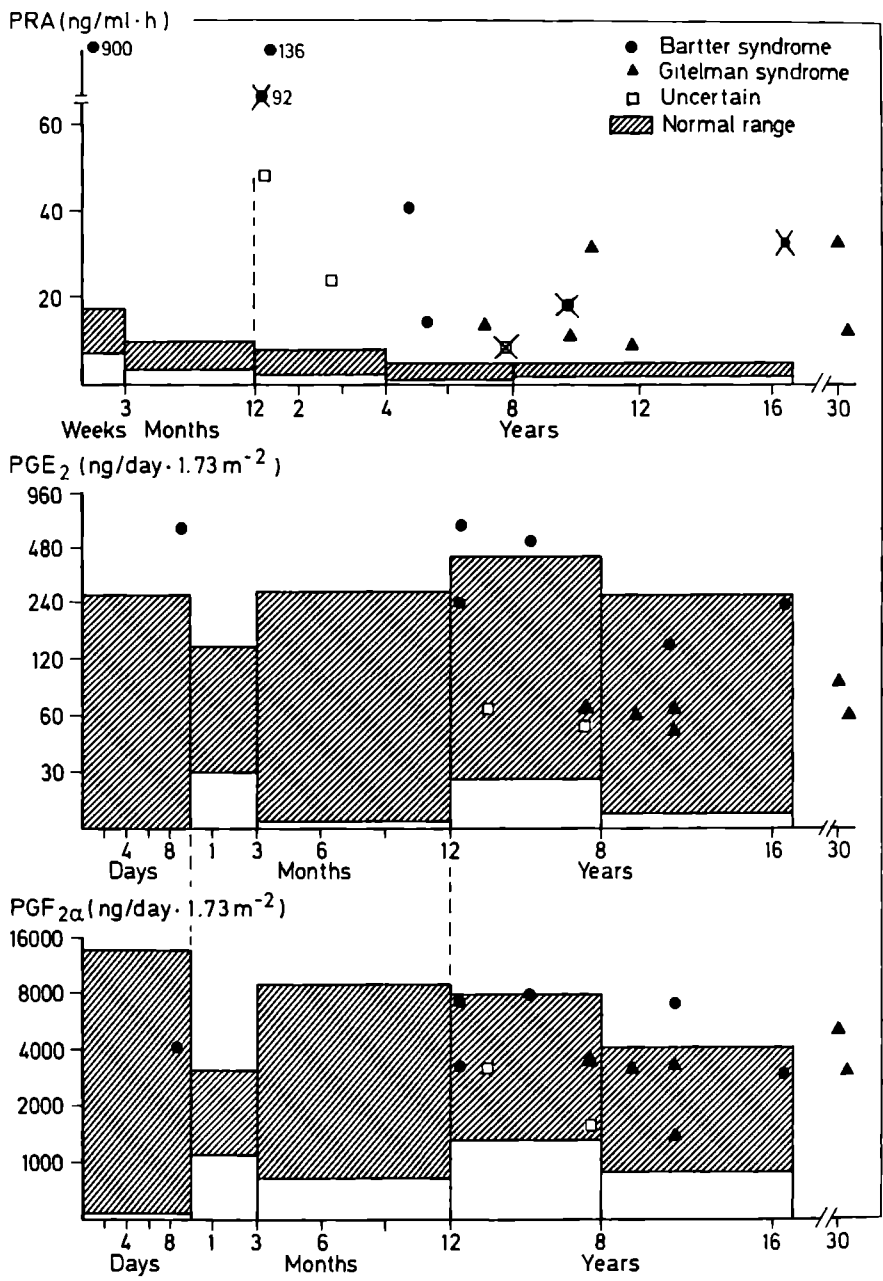 PRA (ng/ml·h)
900
136
92
● Bartter syndrome
▲ Gitelman syndrome
□ Uncertain
Normal range
60
40
20
3 12 2 4 8 12 16 30
Weeks Months Years
PGE₂ (ng/day·1.73 m⁻²)
960
480
240
120
60
30
4 8 1 3 6 12 8 16 30
Days Months Years
PGF₂α (ng/day·1.73 m⁻²)
16000
8000
4000
2000
1000
4 8 1 3 6 12 8 16 30
Days Months Years